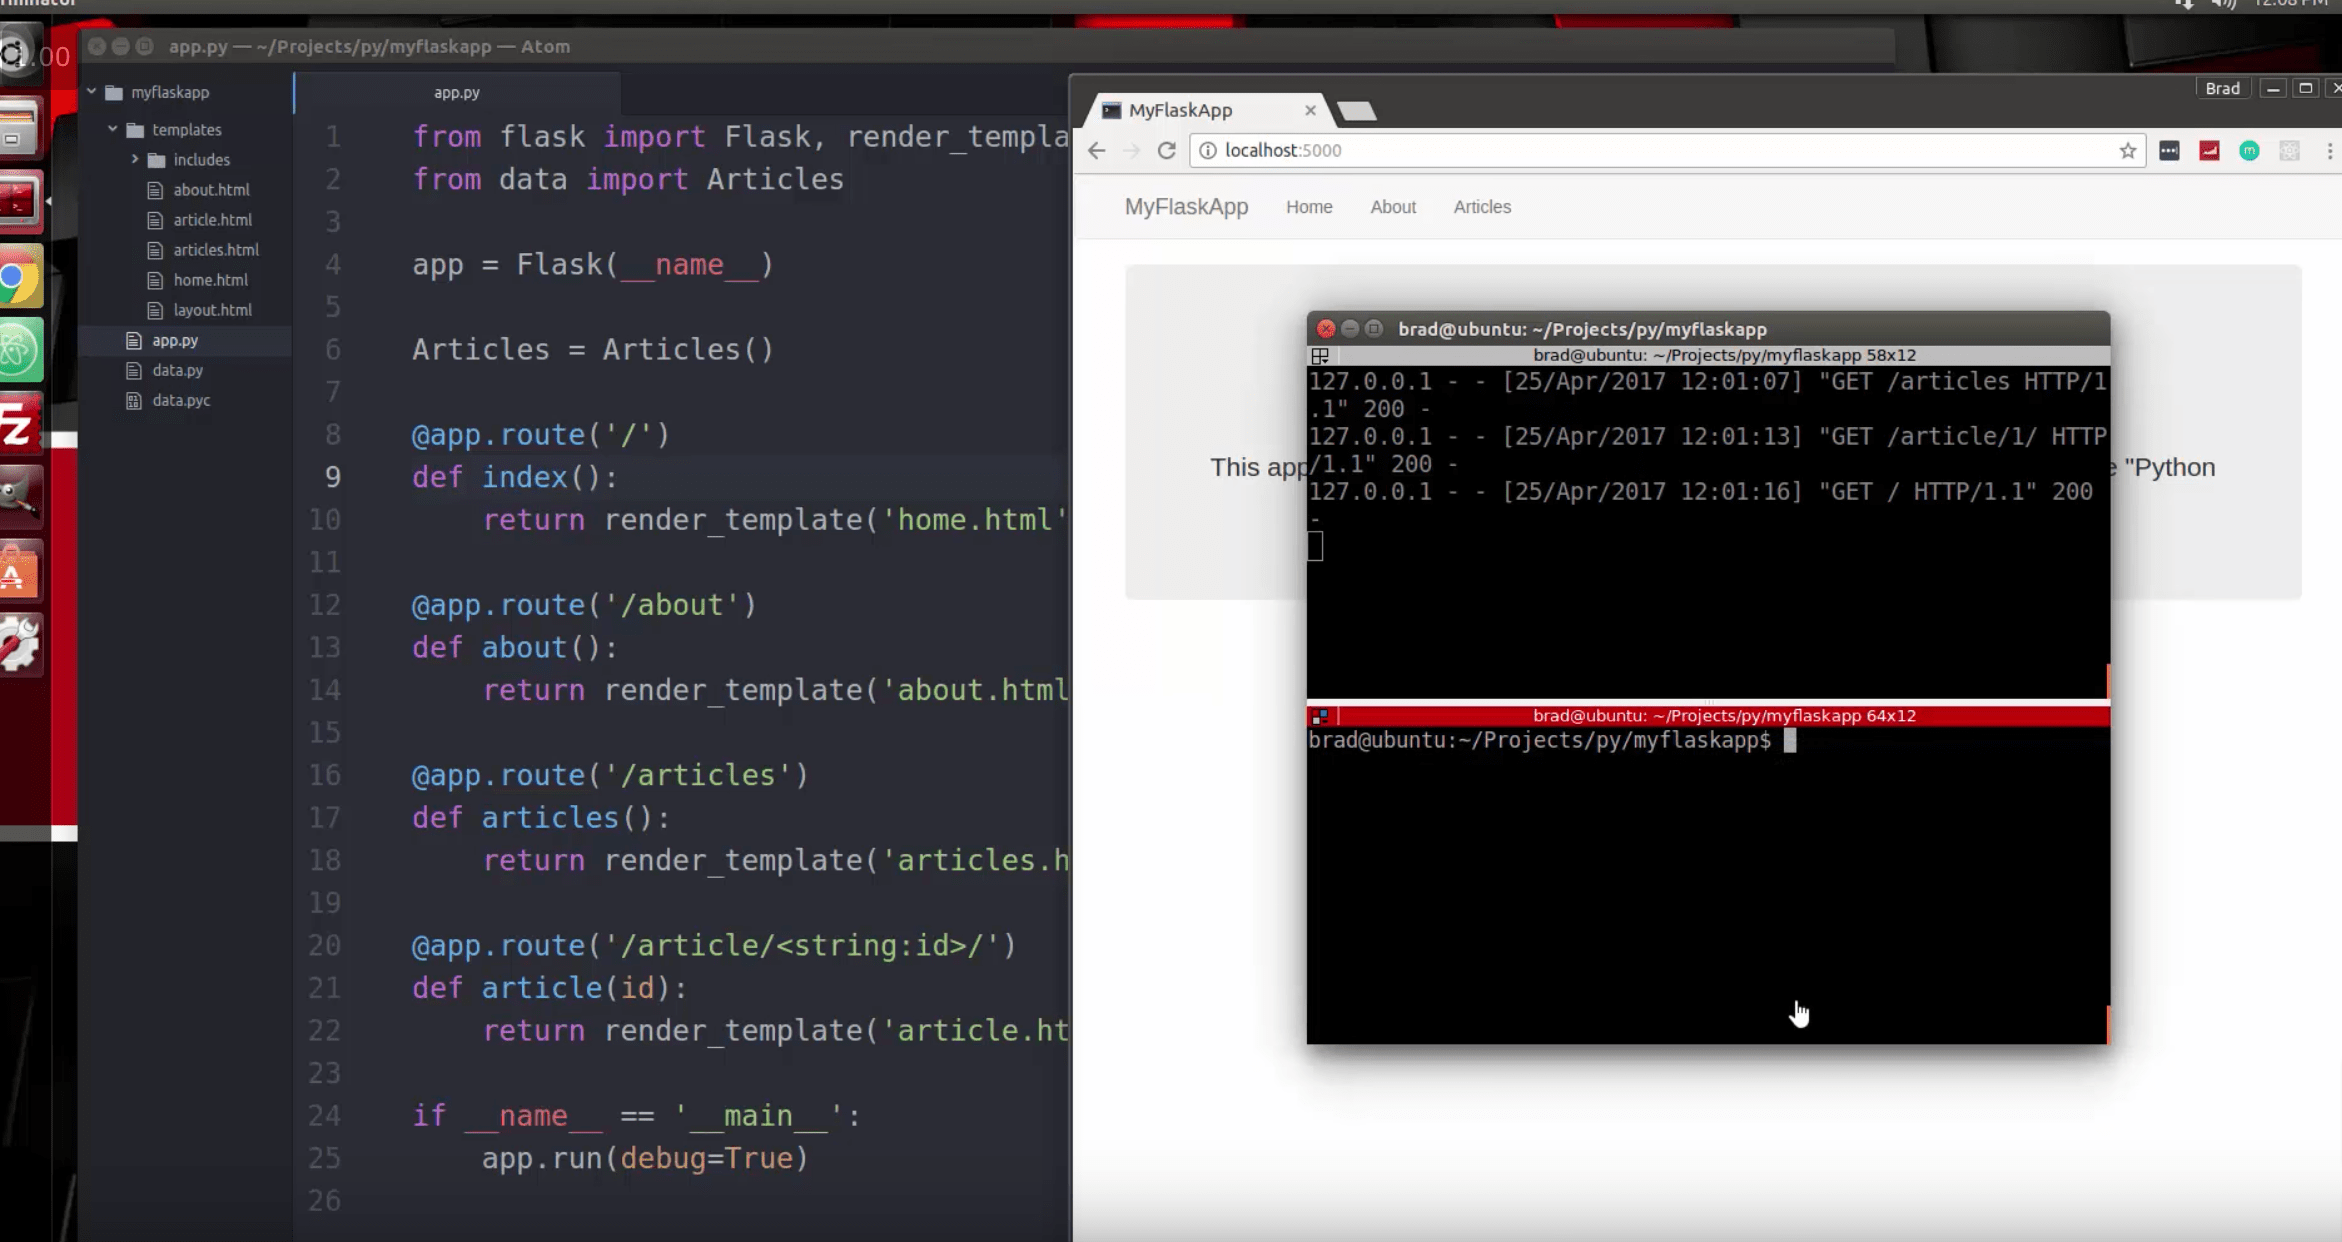 12:08 PM
1.00
app.py — ~/Projects/py/myflaskapp — Atom
myflaskapp
templates
includes
about.html
article.html
articles.html
home.html
layout.html
app.py
data.py
data.pyc
app.py
1 from flask import Flask, render_templa
2 from data import Articles
3
4 app = Flask(__name__)
5
6 Articles = Articles()
7
8 @app.route('/')
9 def index():
10 return render_template('home.html'
11
12 @app.route('/about')
13 def about():
14 return render_template('about.html
15
16 @app.route('/articles')
17 def articles():
18 return render_template('articles.h
19
20 @app.route('/article/<string:id>/')
21 def article(id):
22 return render_template('article.ht
23
24 if __name__ == '__main__':
25 app.run(debug=True)
26
Brad
MyFlaskApp
localhost:5000
MyFlaskApp Home About Articles
This app
"Python
brad@ubuntu: ~/Projects/py/myflaskapp
brad@ubuntu: ~/Projects/py/myflaskapp 58x12
127.0.0.1 - - [25/Apr/2017 12:01:07] "GET /articles HTTP/1
.1" 200 -
127.0.0.1 - - [25/Apr/2017 12:01:13] "GET /article/1/ HTTP
/1.1" 200 -
127.0.0.1 - - [25/Apr/2017 12:01:16] "GET / HTTP/1.1" 200
-
brad@ubuntu: ~/Projects/py/myflaskapp 64x12
brad@ubuntu:~/Projects/py/myflaskapp$